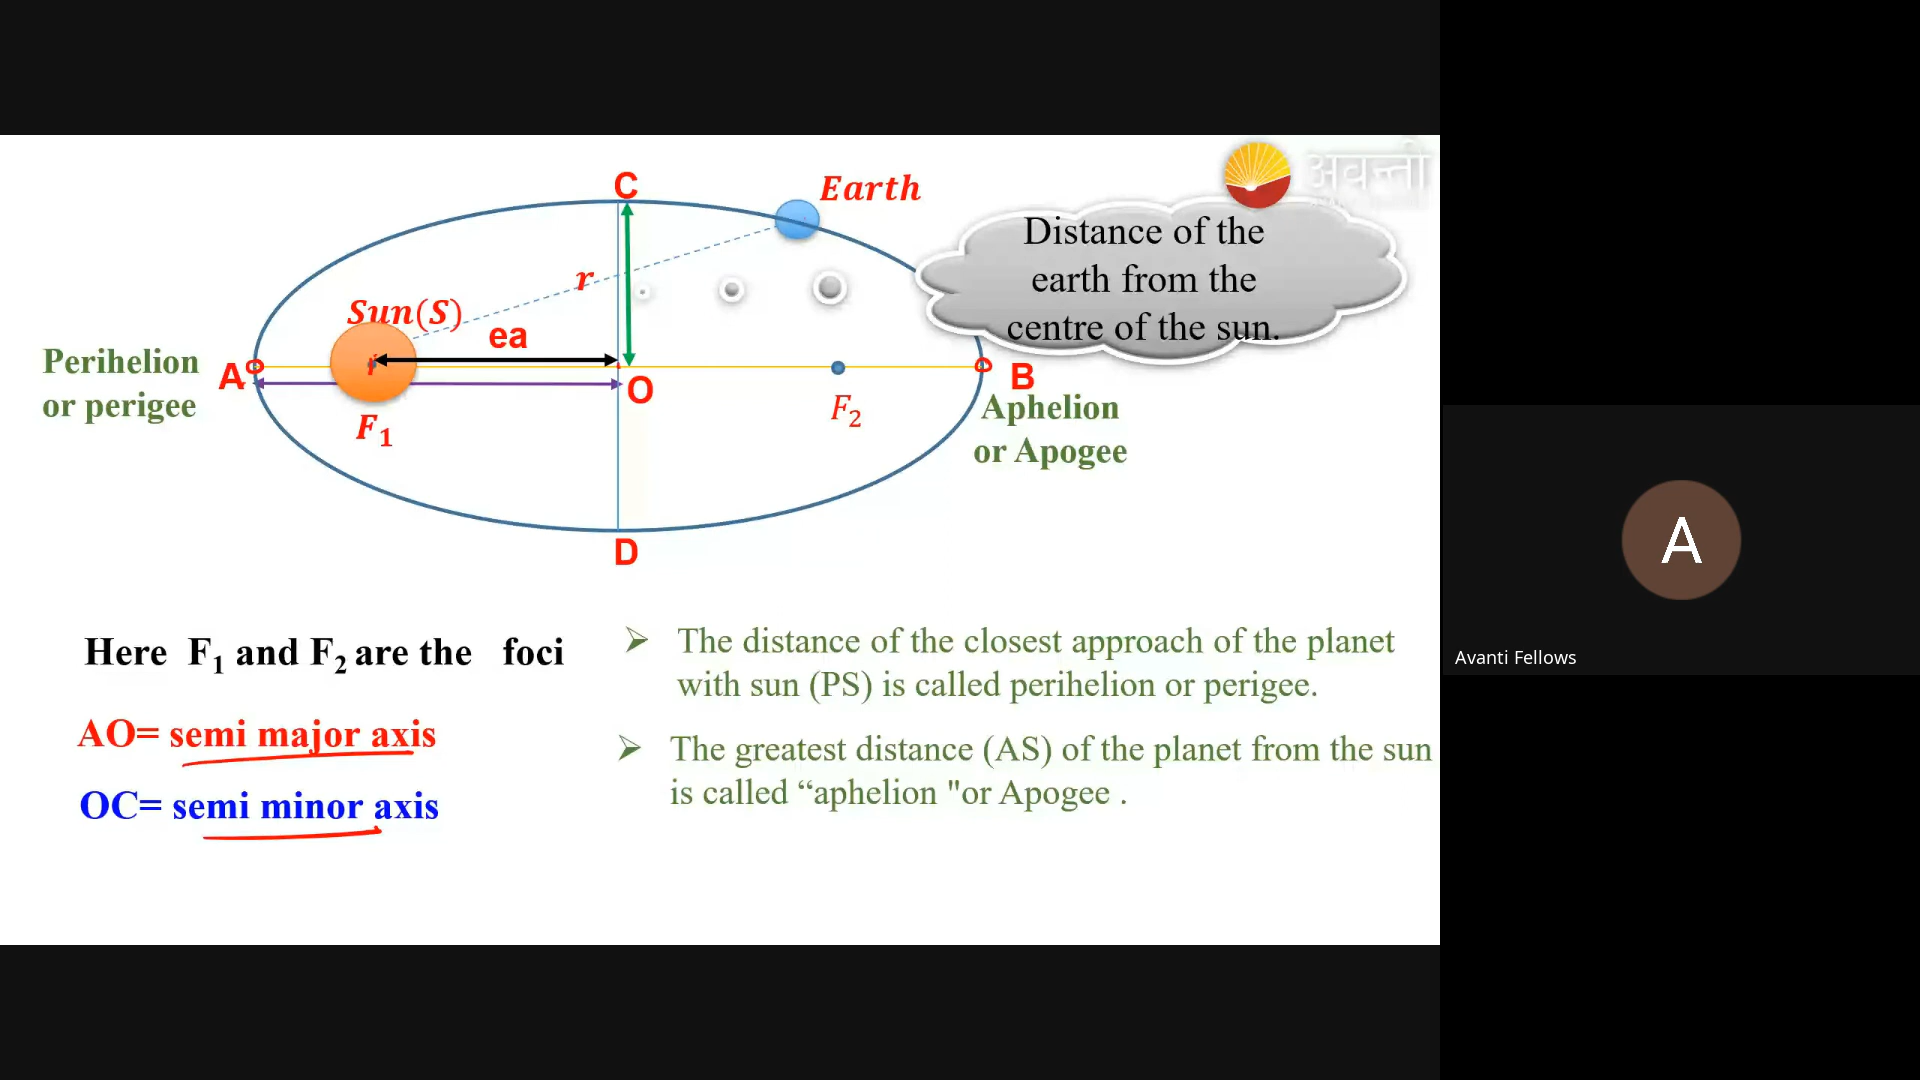 अवन्ती
C
Earth
Distance of the
earth from the
centre of the sun.
r
Sun(S)
ea
Perihelion
or perigee
A
O
B
F₁
F₂
Aphelion
or Apogee
D
Here F₁ and F₂ are the foci
AO= semi major axis
OC= semi minor axis
➢ The distance of the closest approach of the planet
with sun (PS) is called perihelion or perigee.
➢ The greatest distance (AS) of the planet from the sun
is called “aphelion "or Apogee .
A
Avanti Fellows